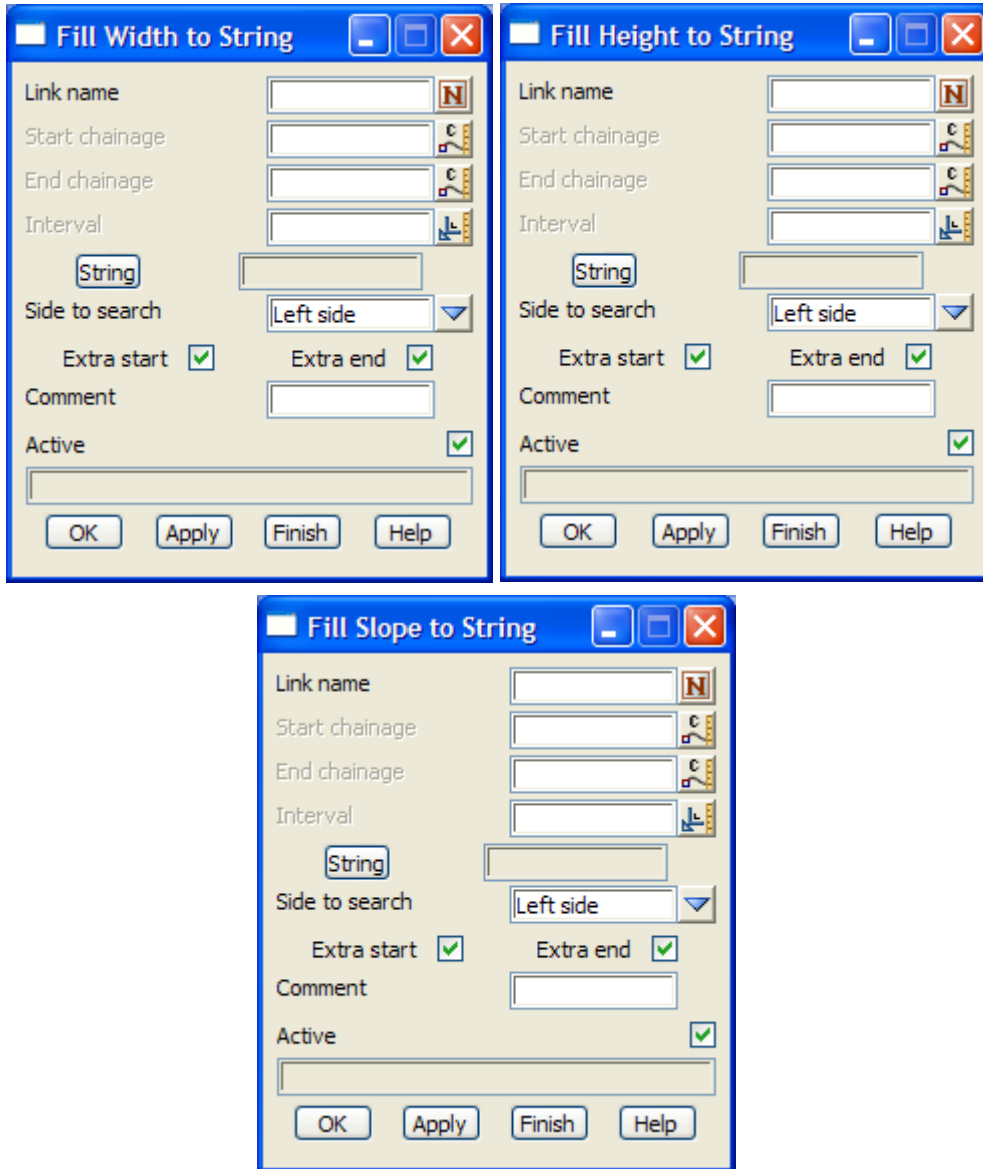 Fill Width to String
Link name
N
Start chainage
C
End chainage
C
Interval
String
Side to search
Left side
Extra start
Extra end
Comment
Active
OK
Apply
Finish
Help
Fill Height to String
Link name
N
Start chainage
C
End chainage
C
Interval
String
Side to search
Left side
Extra start
Extra end
Comment
Active
OK
Apply
Finish
Help
Fill Slope to String
Link name
N
Start chainage
C
End chainage
C
Interval
String
Side to search
Left side
Extra start
Extra end
Comment
Active
OK
Apply
Finish
Help